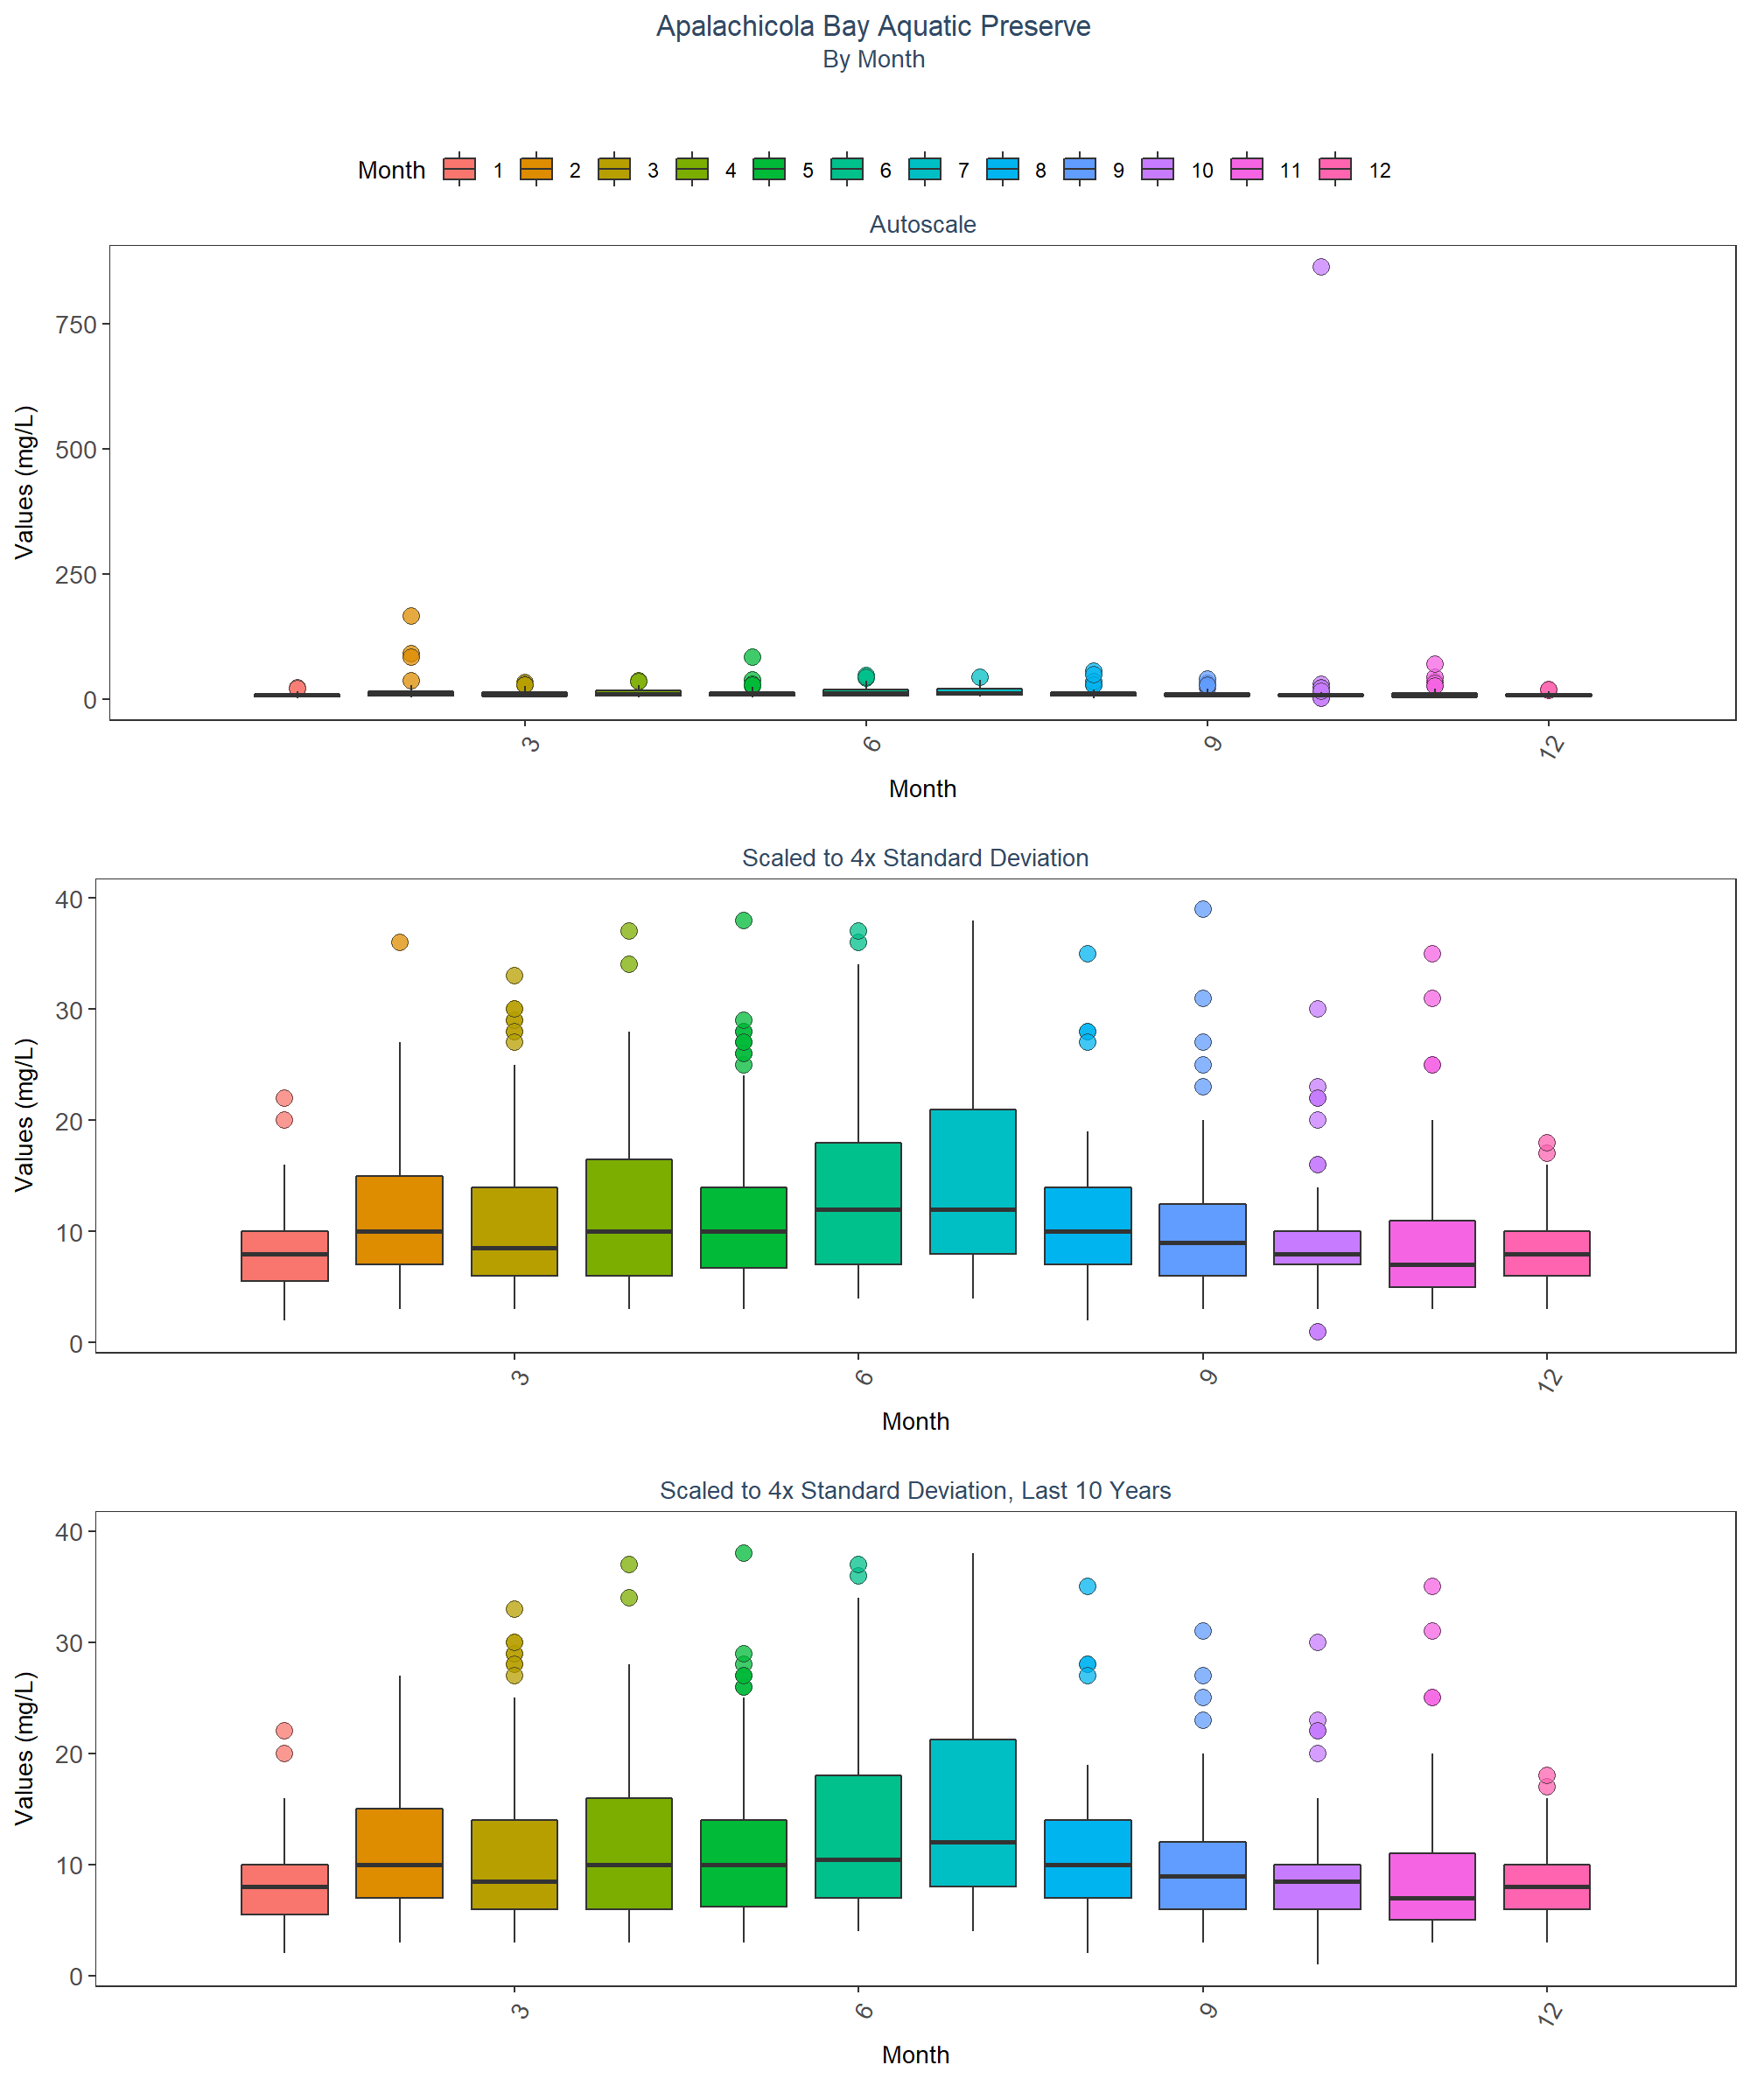 Apalachicola Bay Aquatic Preserve
By Month
Month 1 2 3 4 5 6 7 8 9 10 11 12
Autoscale
Values (mg/L)
750
500
250
0
3 6 9 12
Month
Scaled to 4x Standard Deviation
Values (mg/L)
40
30
20
10
0
3 6 9 12
Month
Scaled to 4x Standard Deviation, Last 10 Years
Values (mg/L)
40
30
20
10
0
3 6 9 12
Month